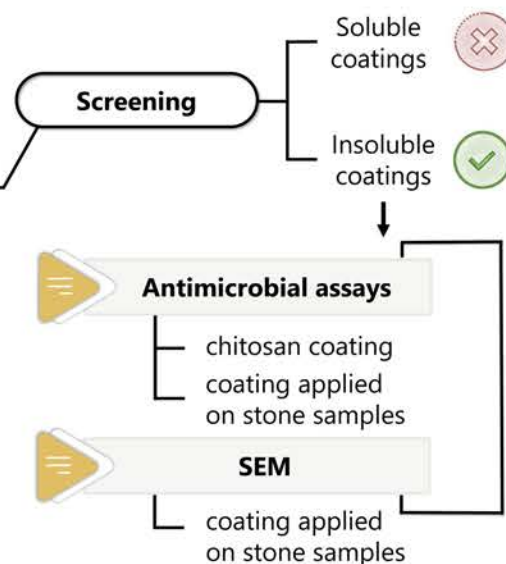 Soluble
coatings
Screening
Insoluble
coatings
Antimicrobial assays
chitosan coating
coating applied
on stone samples
SEM
coating applied
on stone samples